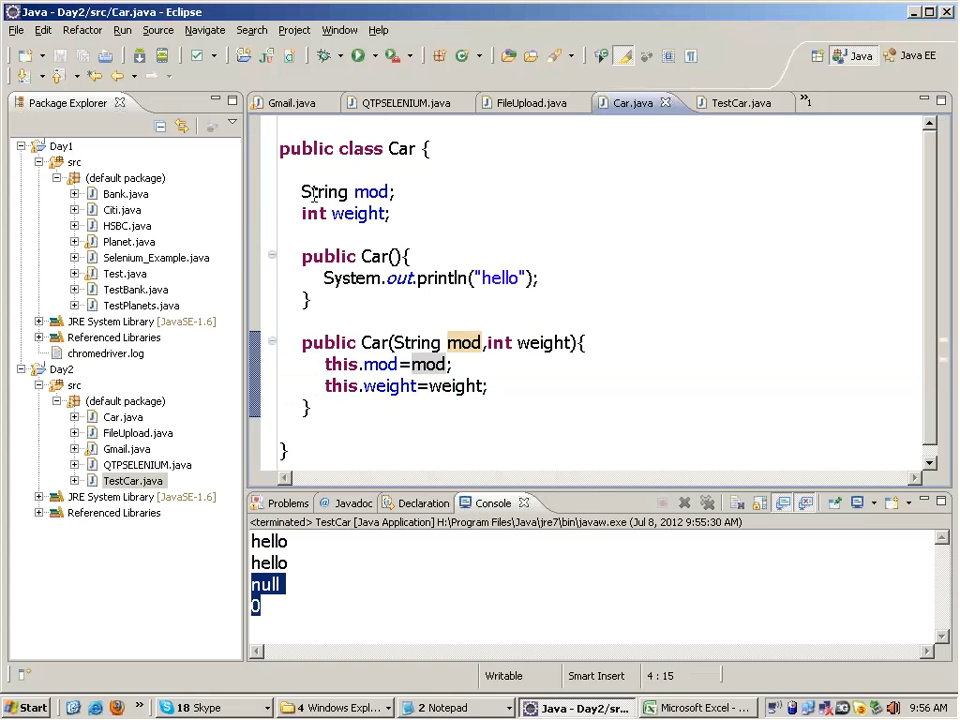 Java - Day2/src/Car.java - Eclipse
File Edit Refactor Run Source Navigate Search Project Window Help
Java
Java EE
Package Explorer
Gmail.java
QTPSELENIUM.java
FileUpload.java
Car.java
TestCar.java
»1
Day1
src
(default package)
Bank.java
Citi.java
HSBC.java
Planet.java
Selenium_Example.java
Test.java
TestBank.java
TestPlanets.java
JRE System Library [JavaSE-1.6]
Referenced Libraries
chromedriver.log
Day2
src
(default package)
Car.java
FileUpload.java
Gmail.java
QTPSELENIUM.java
TestCar.java
JRE System Library [JavaSE-1.6]
Referenced Libraries
public class Car {
String mod;
int weight;
public Car(){
System.out.println("hello");
}
public Car(String mod,int weight){
this.mod=mod;
this.weight=weight;
}
}
Problems
@ Javadoc
Declaration
Console
<terminated> TestCar [Java Application] H:\Program Files\Java\jre7\bin\javaw.exe (Jul 8, 2012 9:55:30 AM)
hello
hello
null
0
Writable
Smart Insert
4 : 15
Start
18 Skype
4 Windows Expl...
2 Notepad
Java - Day2/sr...
Microsoft Excel - ...
9:56 AM